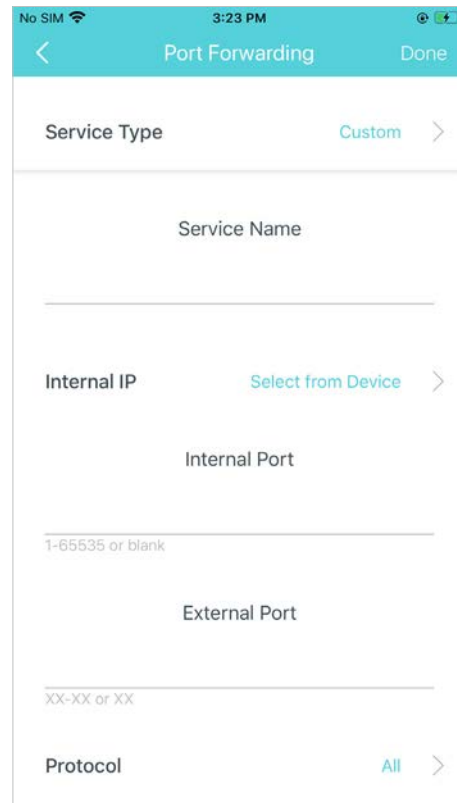 No SIM 3:23 PM
Port Forwarding Done
Service Type Custom
Service Name
Internal IP Select from Device
Internal Port
1-65535 or blank
External Port
XX-XX or XX
Protocol All